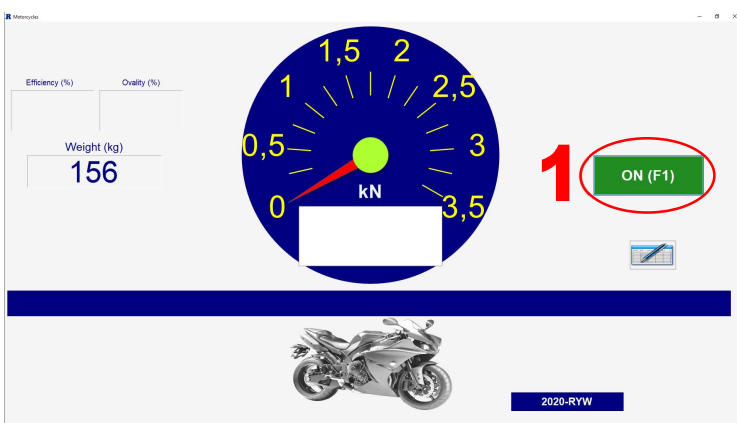 R Motorcycles
Efficiency (%)
Ovality (%)
Weight (kg)
156
0
0,5
1
1,5
2
2,5
3
3,5
kN
1
ON (F1)
2020-RYW